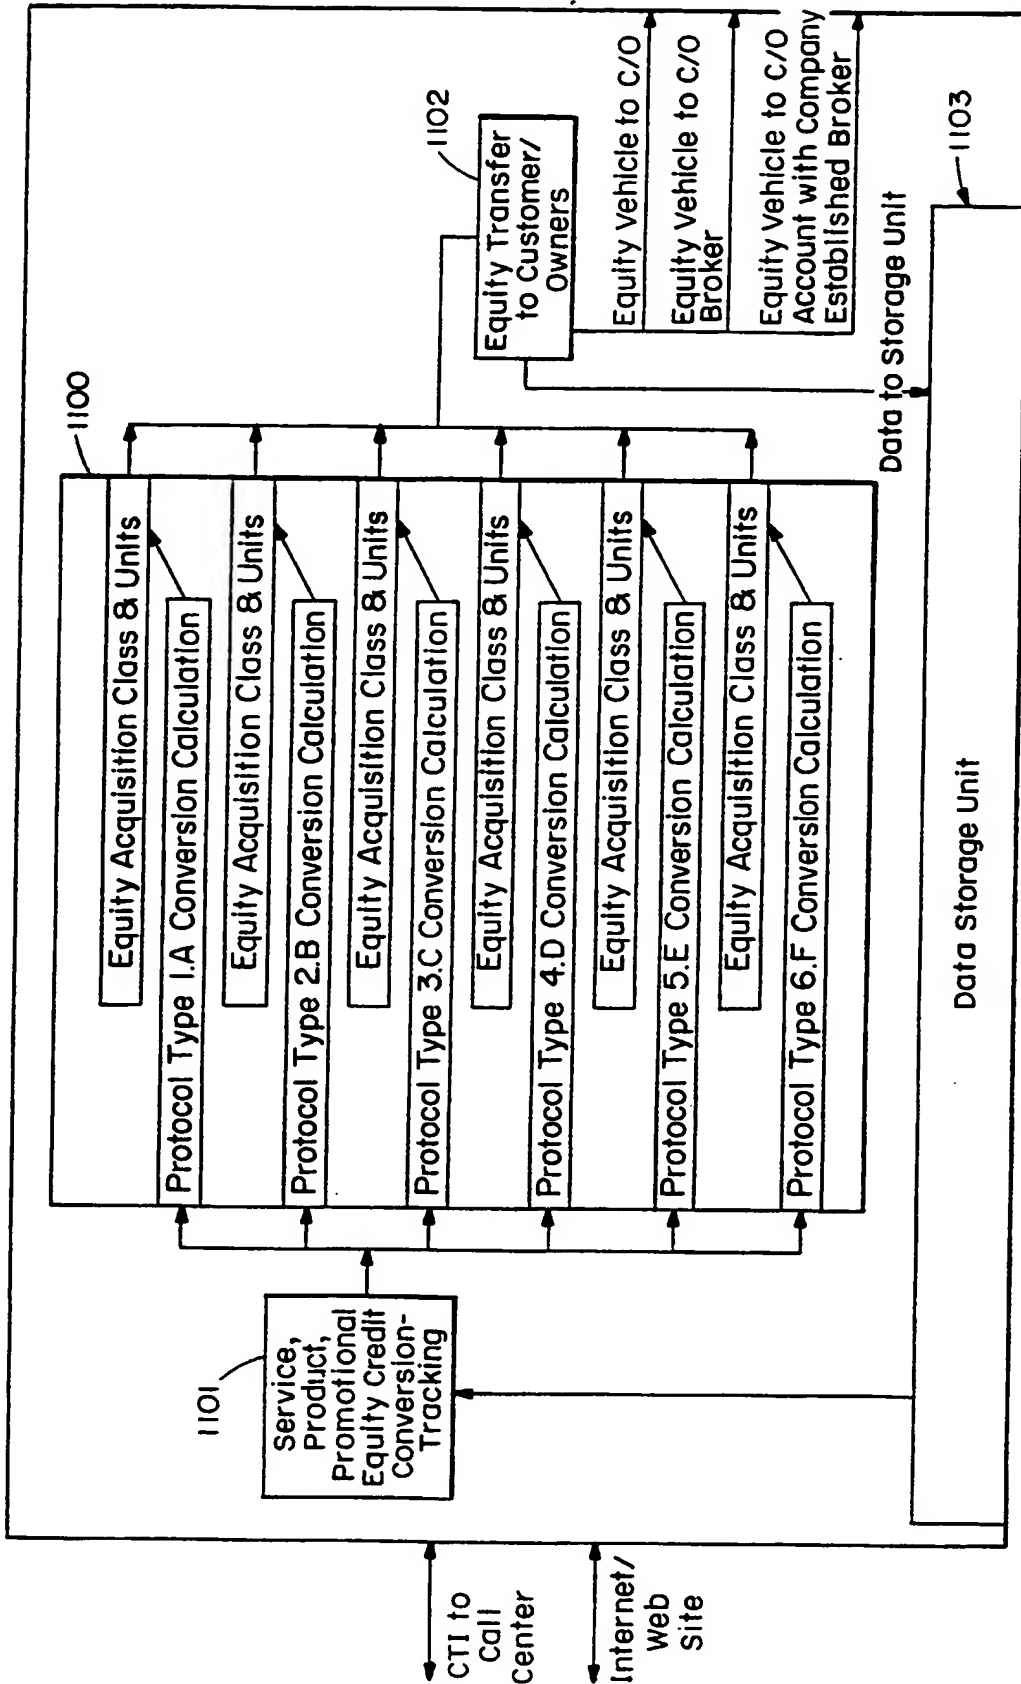 1100
1102
Equity Acquisition Class & Units
Protocol Type 1.A Conversion Calculation
Equity Acquisition Class & Units
Protocol Type 2.B Conversion Calculation
Equity Acquisition Class & Units
Protocol Type 3.C Conversion Calculation
Equity Acquisition Class & Units
Protocol Type 4.D Conversion Calculation
Equity Acquisition Class & Units
Protocol Type 5.E Conversion Calculation
Equity Acquisition Class & Units
Protocol Type 6.F Conversion Calculation
1101
Service,
Product,
Promotional
Equity Credit
Conversion-
Tracking
Equity Transfer
to Customer/
Owners
Equity Vehicle to C/O
Equity Vehicle to C/O
Broker
Equity Vehicle to C/O
Account with Company
Established Broker
CTI to
Call
Center
Internet/
Web
Site
Data to Storage Unit
1103
Data Storage Unit